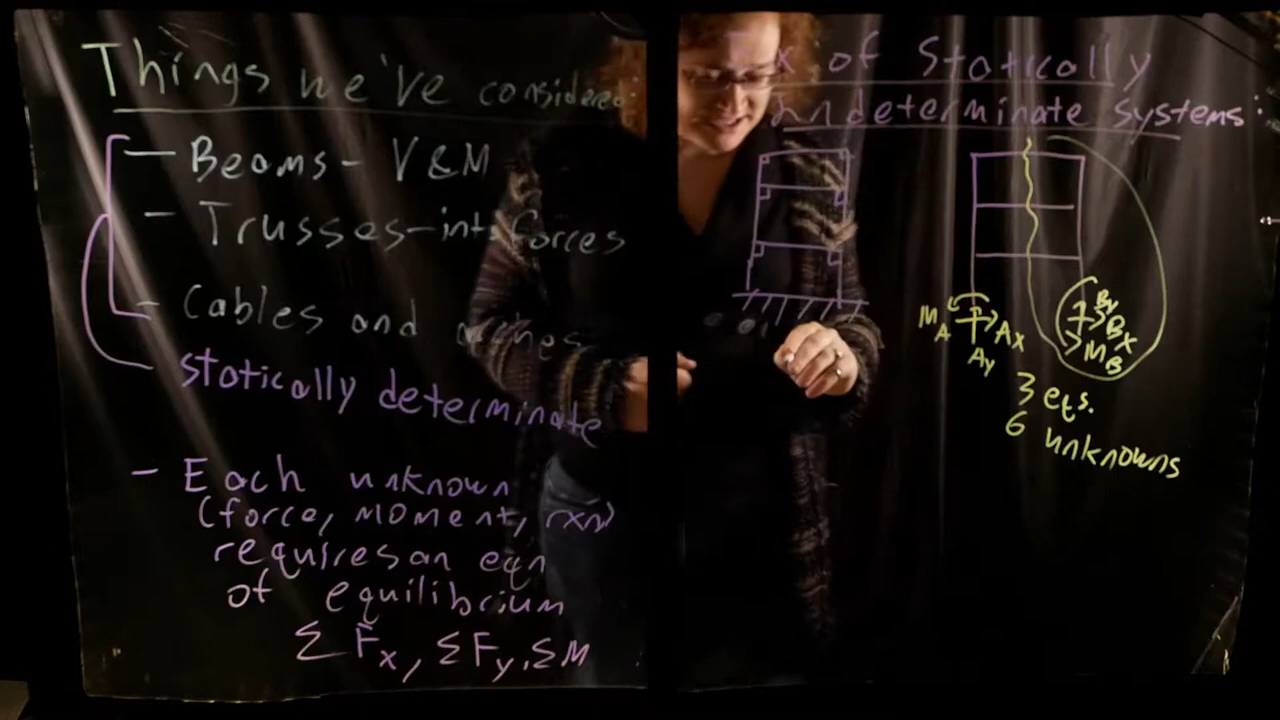 Things we've considered:
- Beams - V & M
- Trusses - int. forces
- Cables and arches
statically determinate
- Each unknown
(force, moment, rxn)
requires an eqn
of equilibrium
Σ Fx, ΣFy, ΣM
Ex of Statically
Indeterminate systems:
MA
Ax
Ay
By
Bx
MB
3 eqs.
6 unknowns